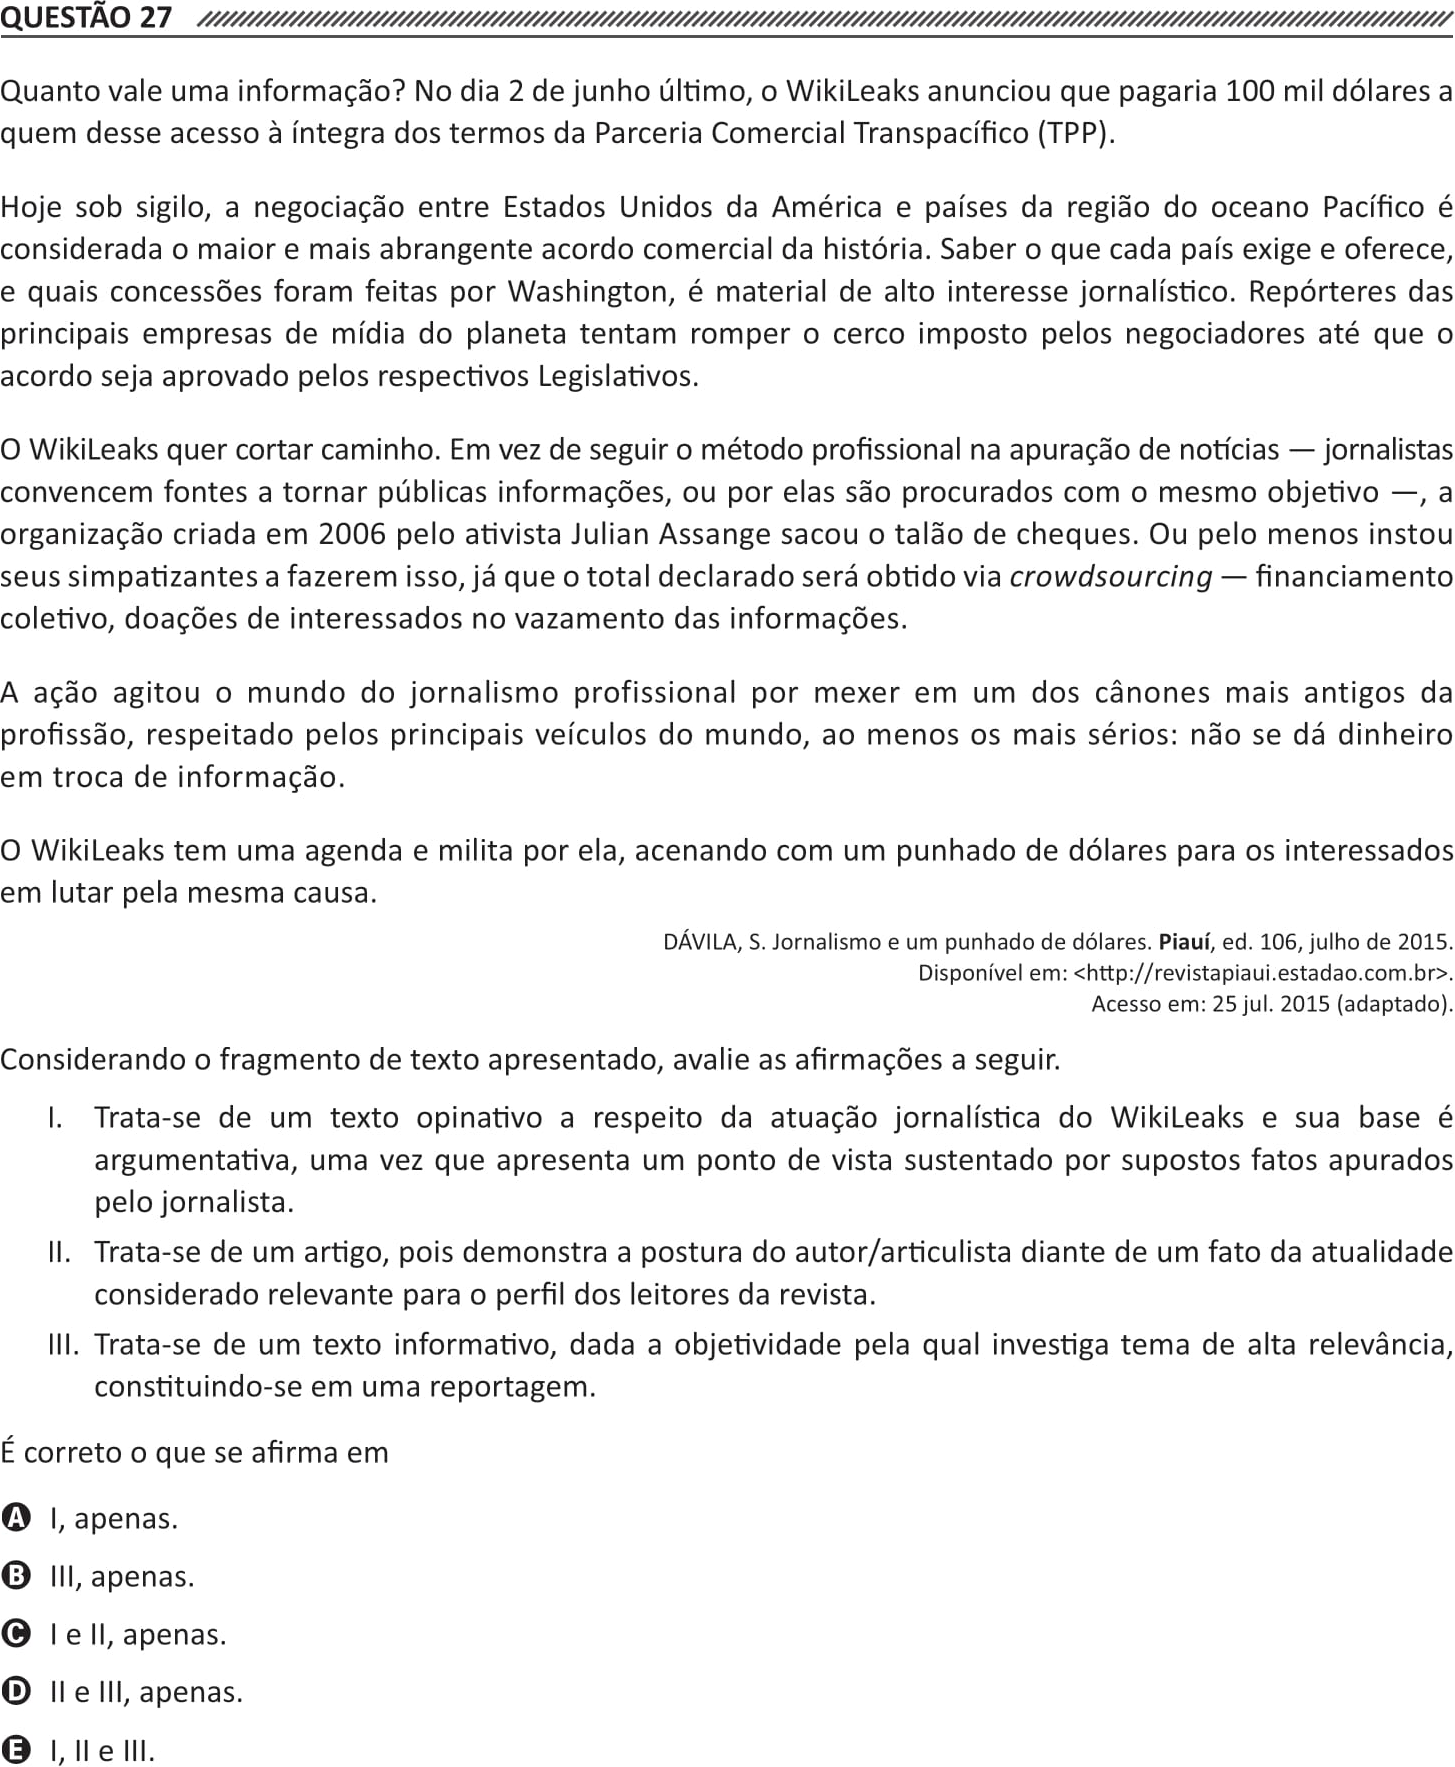 QUESTÃO 27
Quanto vale uma informação? No dia 2 de junho último, o WikiLeaks anunciou que pagaria 100 mil dólares a
quem desse acesso à íntegra dos termos da Parceria Comercial Transpacífico (TPP).
Hoje sob sigilo, a negociação entre Estados Unidos da América e países da região do oceano Pacífico é
considerada o maior e mais abrangente acordo comercial da história. Saber o que cada país exige e oferece,
e quais concessões foram feitas por Washington, é material de alto interesse jornalístico. Repórteres das
principais empresas de mídia do planeta tentam romper o cerco imposto pelos negociadores até que o
acordo seja aprovado pelos respectivos Legislativos.
O WikiLeaks quer cortar caminho. Em vez de seguir o método profissional na apuração de notícias — jornalistas
convencem fontes a tornar públicas informações, ou por elas são procurados com o mesmo objetivo —, a
organização criada em 2006 pelo ativista Julian Assange sacou o talão de cheques. Ou pelo menos instou
seus simpatizantes a fazerem isso, já que o total declarado será obtido via crowdsourcing — financiamento
coletivo, doações de interessados no vazamento das informações.
A ação agitou o mundo do jornalismo profissional por mexer em um dos cânones mais antigos da
profissão, respeitado pelos principais veículos do mundo, ao menos os mais sérios: não se dá dinheiro
em troca de informação.
O WikiLeaks tem uma agenda e milita por ela, acenando com um punhado de dólares para os interessados
em lutar pela mesma causa.
DÁVILA, S. Jornalismo e um punhado de dólares. Piauí, ed. 106, julho de 2015.
Disponível em: <http://revistapiaui.estadao.com.br>.
Acesso em: 25 jul. 2015 (adaptado).
Considerando o fragmento de texto apresentado, avalie as afirmações a seguir.
I. Trata-se de um texto opinativo a respeito da atuação jornalística do WikiLeaks e sua base é
argumentativa, uma vez que apresenta um ponto de vista sustentado por supostos fatos apurados
pelo jornalista.
II. Trata-se de um artigo, pois demonstra a postura do autor/articulista diante de um fato da atualidade
considerado relevante para o perfil dos leitores da revista.
III. Trata-se de um texto informativo, dada a objetividade pela qual investiga tema de alta relevância,
constituindo-se em uma reportagem.
É correto o que se afirma em
A I, apenas.
B III, apenas.
C I e II, apenas.
D II e III, apenas.
E I, II e III.